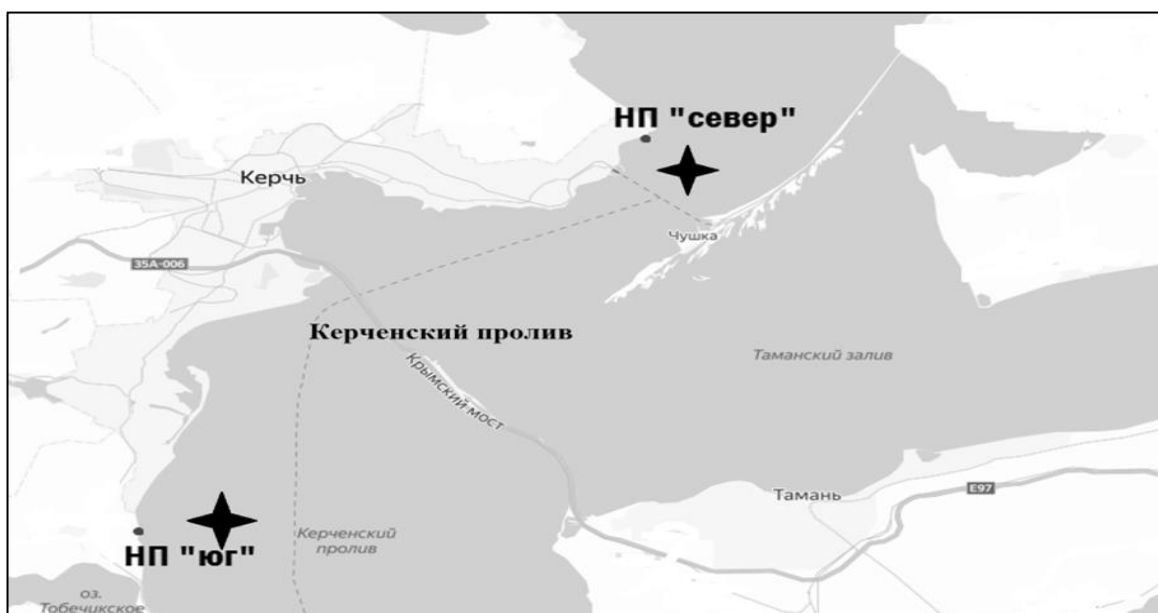 НП "север"
Керчь
Чушка
35А-006
Керченский пролив
Таманский залив
Крымский мост
Тамань
E97
Керченский
пролив
НП "юг"
оз.
Тобечикское